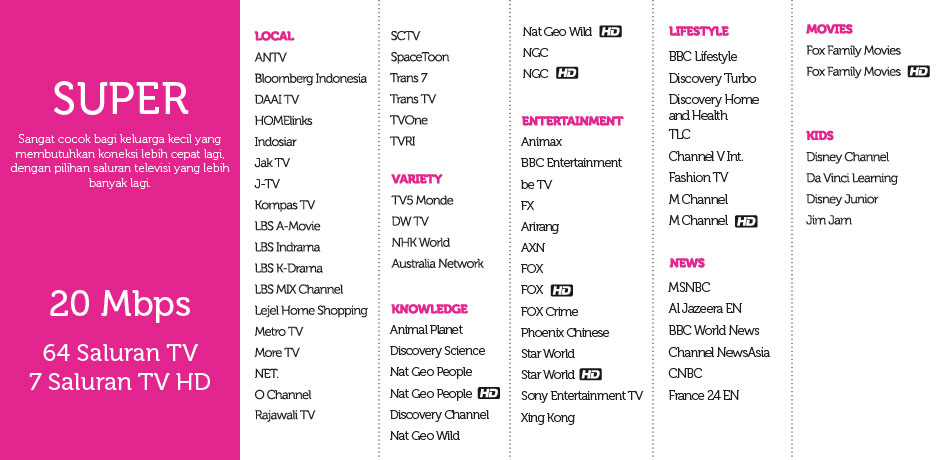 SUPER
Sangat cocok bagi keluarga kecil yang
membutuhkan koneksi lebih cepat lagi,
dengan pilihan saluran televisi yang lebih
banyak lagi.
20 Mbps
64 Saluran TV
7 Saluran TV HD
LOCAL
ANTV
Bloomberg Indonesia
DAAI TV
HOMElinks
Indosiar
Jak TV
J-TV
Kompas TV
LBS A-Movie
LBS Indrama
LBS K-Drama
LBS MIX Channel
Lejel Home Shopping
Metro TV
More TV
NET.
O Channel
Rajawali TV
SCTV
SpaceToon
Trans 7
Trans TV
TVOne
TVRI
VARIETY
TV5 Monde
DW TV
NHK World
Australia Network
KNOWLEDGE
Animal Planet
Discovery Science
Nat Geo People
Nat Geo People HD
Discovery Channel
Nat Geo Wild
Nat Geo Wild HD
NGC
NGC HD
ENTERTAINMENT
Animax
BBC Entertainment
be TV
FX
Arirang
AXN
FOX
FOX HD
FOX Crime
Phoenix Chinese
Star World
Star World HD
Sony Entertainment TV
Xing Kong
LIFESTYLE
BBC Lifestyle
Discovery Turbo
Discovery Home
and Health
TLC
Channel V Int.
Fashion TV
M Channel
M Channel HD
NEWS
MSNBC
Al Jazeera EN
BBC World News
Channel NewsAsia
CNBC
France 24 EN
MOVIES
Fox Family Movies
Fox Family Movies HD
KIDS
Disney Channel
Da Vinci Learning
Disney Junior
Jim Jam